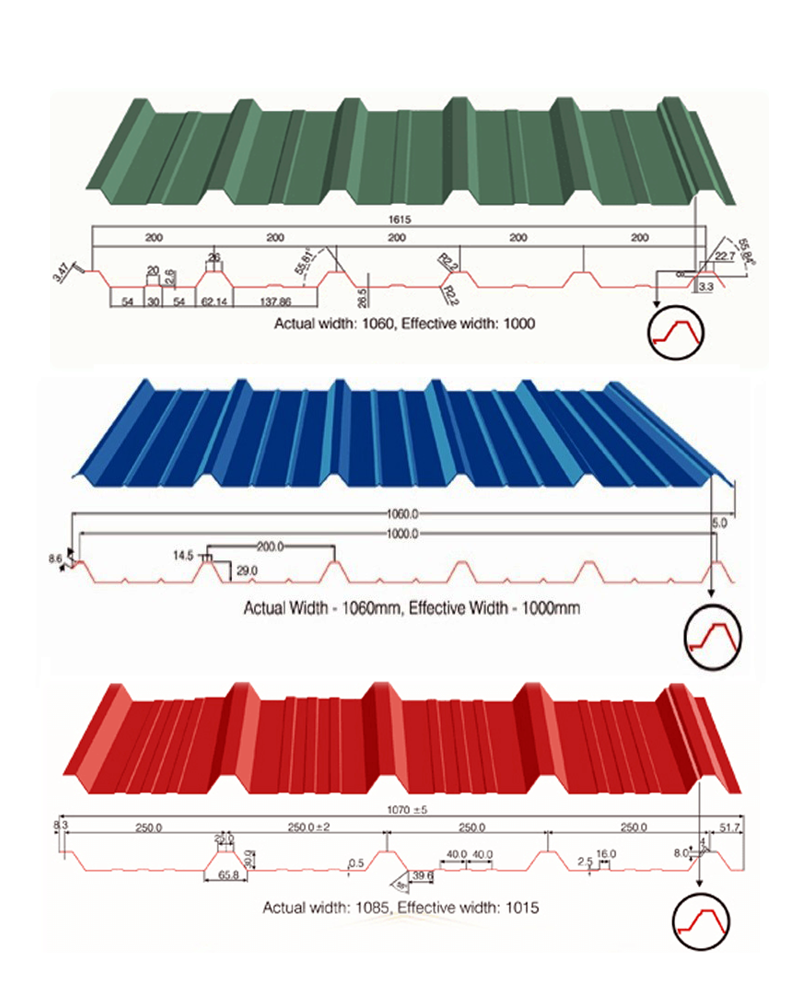 1615
200 200 200 200 200
3.47 20 2.6 26 55.81° R2.2 55.84° 22.7
54 30 54 62.14 137.86 26.5 R2.2 3.3
Actual width: 1060, Effective width: 1000
1060.0
5.0
1000.0
8.6 14.5 200.0
29.0
Actual Width - 1060mm, Effective Width - 1000mm
1070 ±5
8.3 250.0 250.0 ±2 250.0 250.0 51.7
25.0 30.0 0.5 40.0 40.0 2.5 16.0 8.0 4
65.8 39.6
Actual width: 1085, Effective width: 1015